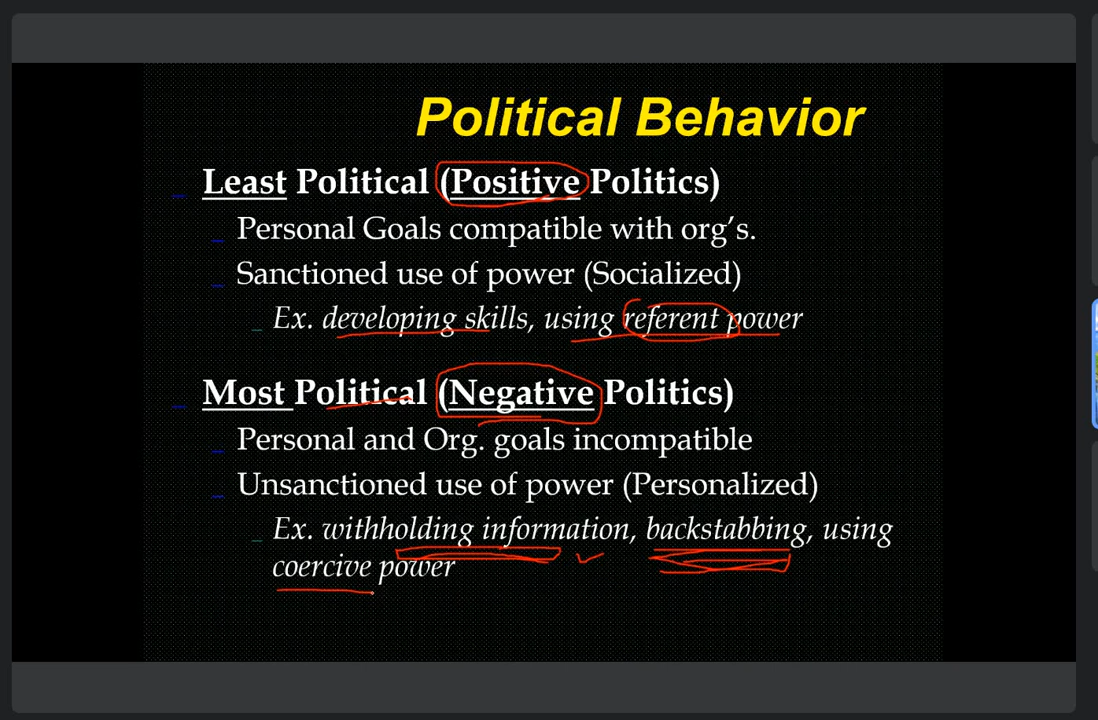 Political Behavior
Least Political (Positive Politics)
Personal Goals compatible with org's.
Sanctioned use of power (Socialized)
Ex. developing skills, using referent power
Most Political (Negative Politics)
Personal and Org. goals incompatible
Unsanctioned use of power (Personalized)
Ex. withholding information, backstabbing, using
coercive power